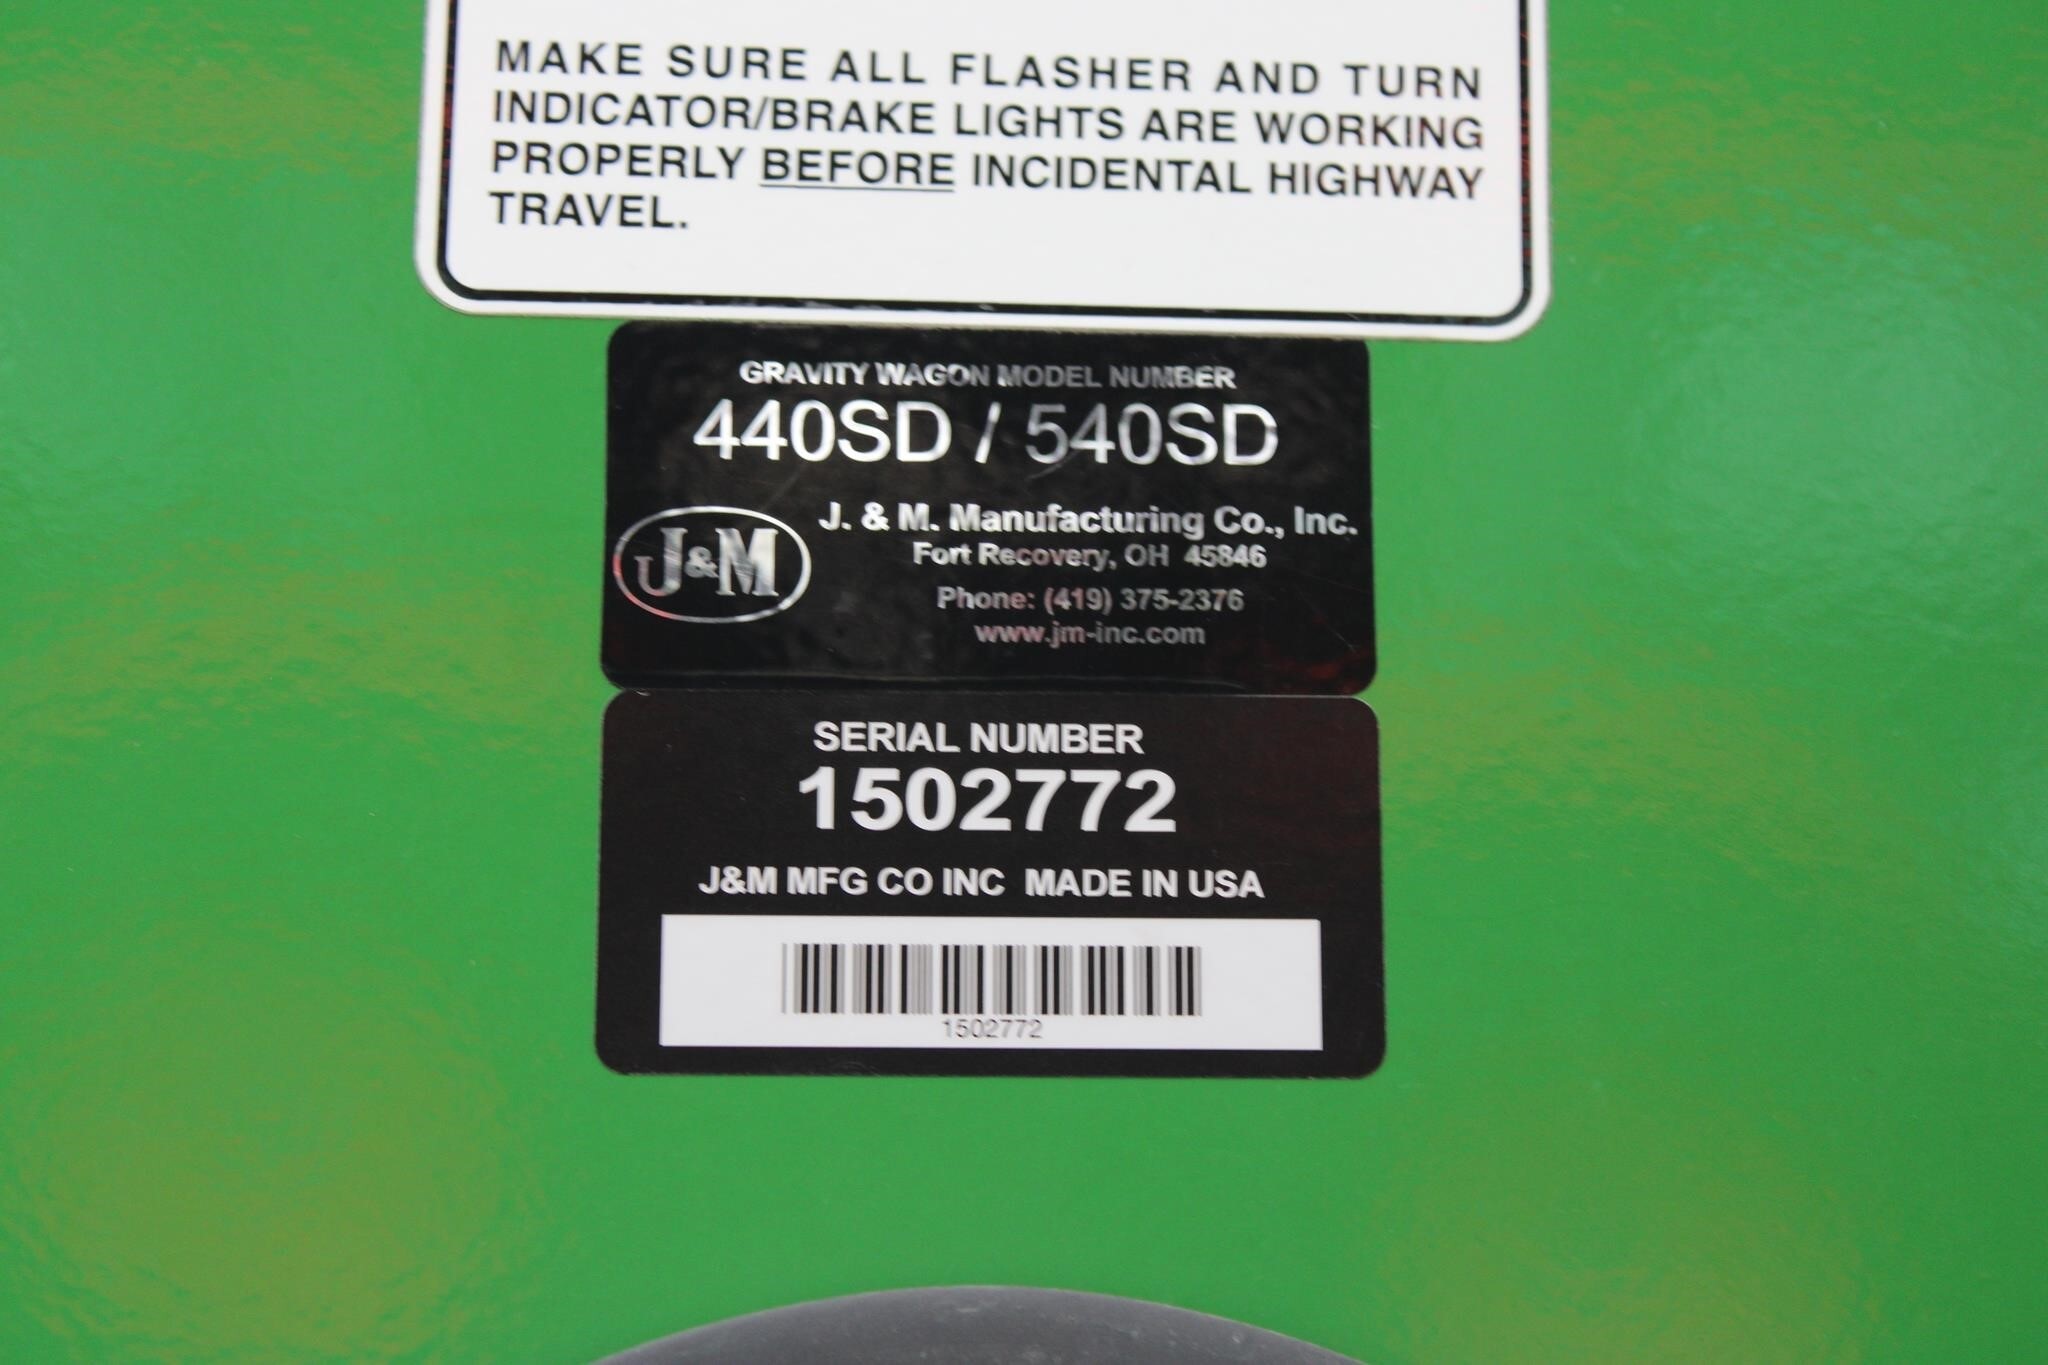 MAKE SURE ALL FLASHER AND TURN
INDICATOR/BRAKE LIGHTS ARE WORKING
PROPERLY BEFORE INCIDENTAL HIGHWAY
TRAVEL.
GRAVITY WAGON MODEL NUMBER
440SD / 540SD
J&M
J. & M. Manufacturing Co., Inc.
Fort Recovery, OH 45846
Phone: (419) 375-2376
www.jm-inc.com
SERIAL NUMBER
1502772
J&M MFG CO INC MADE IN USA
1502772